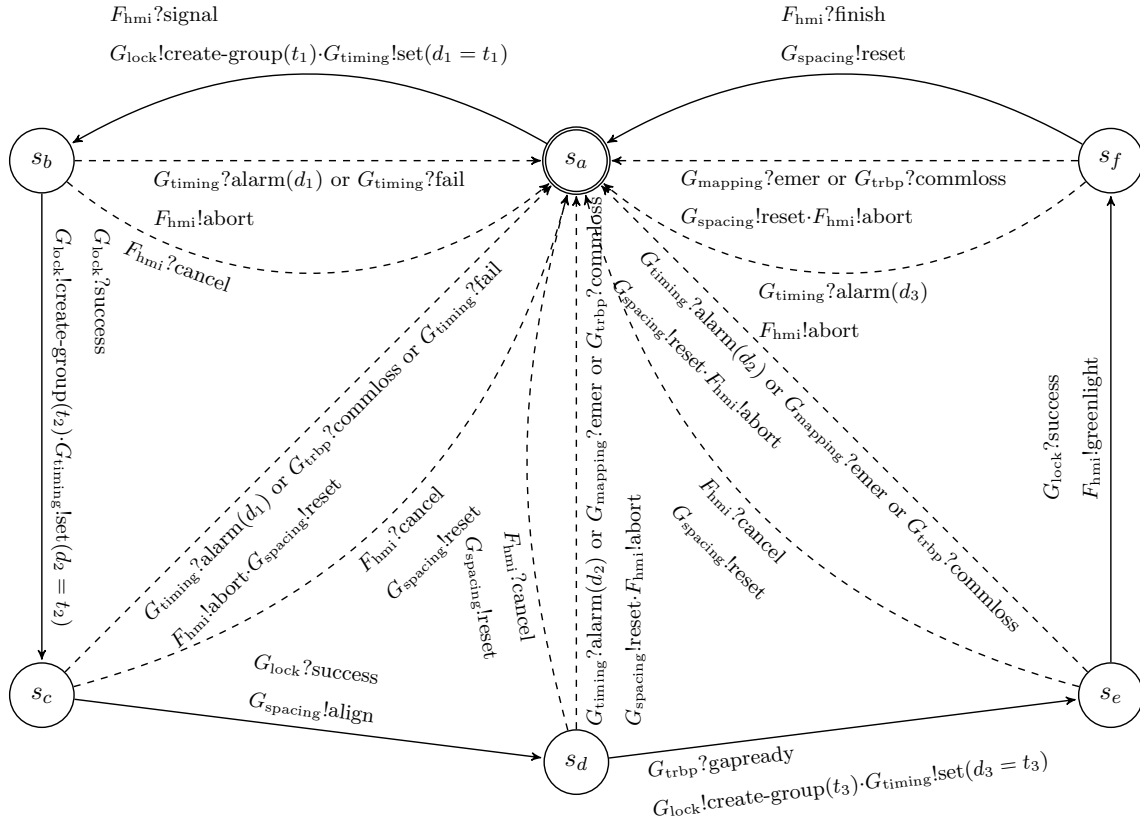 F_hmi?signal
G_lock!create-group(t_1)·G_timing!set(d_1 = t_1)
F_hmi?finish
G_spacing!reset
s_b
s_a
s_f
G_timing?alarm(d_1) or G_timing?fail
F_hmi!abort
F_hmi?cancel
G_mapping?emer or G_trbp?commloss
G_spacing!reset·F_hmi!abort
G_timing?alarm(d_3)
F_hmi!abort
G_lock?success
G_lock!create-group(t_2)·G_timing!set(d_2 = t_2)
G_timing?alarm(d_1) or G_trbp?commloss or G_timing?fail
F_hmi!abort·G_spacing!reset
F_hmi?cancel
G_spacing!reset
F_hmi?cancel
G_spacing!reset
G_timing?alarm(d_2) or G_mapping?emer or G_trbp?commloss
G_spacing!reset·F_hmi!abort
G_timing?alarm(d_2) or G_mapping?emer or G_trbp?commloss
G_spacing!reset·F_hmi!abort
F_hmi?cancel
G_spacing!reset
G_lock?success
F_hmi!greenlight
s_c
G_lock?success
G_spacing!align
s_d
s_e
G_trbp?gapready
G_lock!create-group(t_3)·G_timing!set(d_3 = t_3)